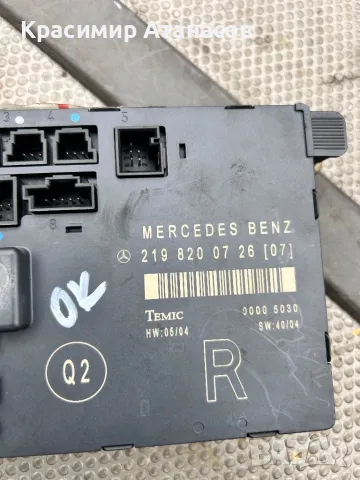 Красимир Атанасов
3 4 5
MERCEDES BENZ
219 820 07 26 [07]
OK
TEMIC 0000 5030
HW:05/04 SW:40/04
Q2
R